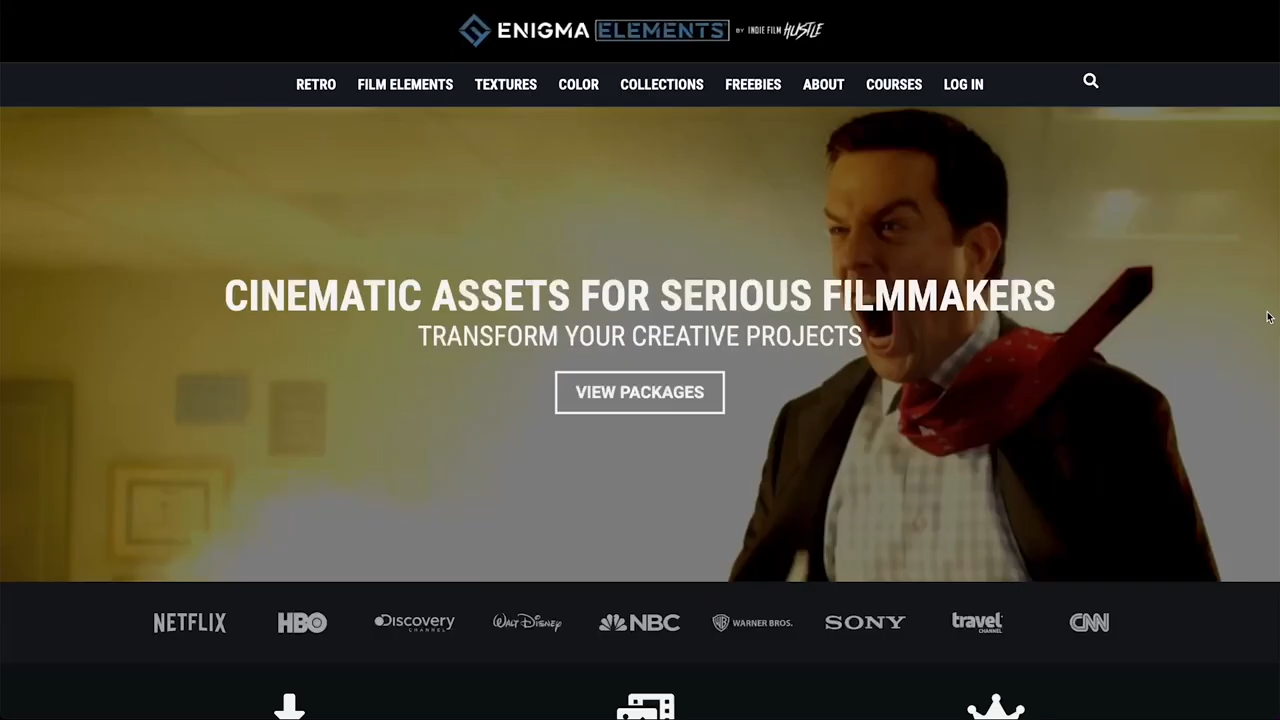 ENIGMA ELEMENTS BY INDIE FILM HUSTLE
RETRO FILM ELEMENTS TEXTURES COLOR COLLECTIONS FREEBIES ABOUT COURSES LOG IN
CINEMATIC ASSETS FOR SERIOUS FILMMAKERS
TRANSFORM YOUR CREATIVE PROJECTS
VIEW PACKAGES
NETFLIX HBO Discovery CHANNEL WALT DISNEY NBC WB WARNER BROS. SONY travel CHANNEL CNN